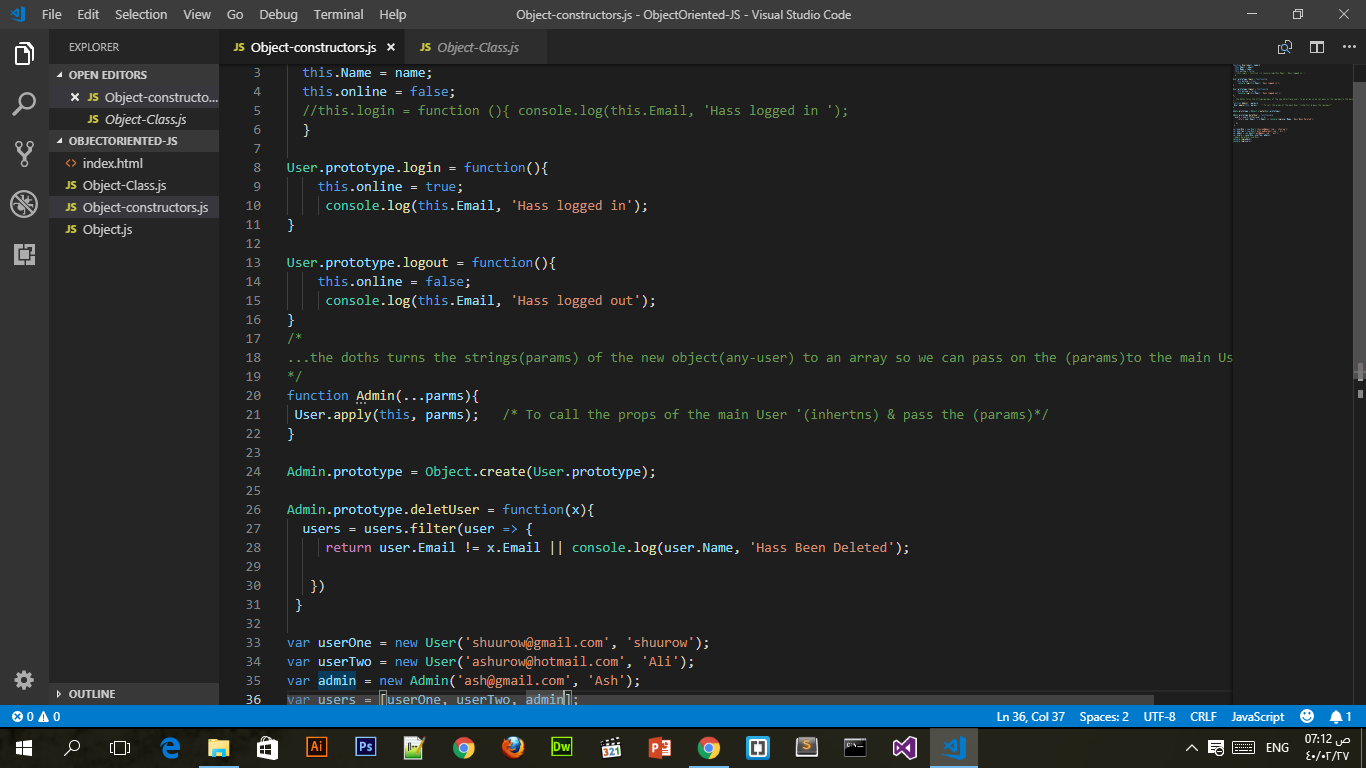 File Edit Selection View Go Debug Terminal Help
Object-constructors.js - ObjectOriented-JS - Visual Studio Code
EXPLORER
OPEN EDITORS
JS Object-constructo...
JS Object-Class.js
OBJECTORIENTED-JS
<> index.html
JS Object-Class.js
JS Object-constructors.js
JS Object.js
OUTLINE
JS Object-constructors.js
JS Object-Class.js
3 this.Name = name;
4 this.online = false;
5 //this.login = function (){ console.log(this.Email, 'Hass logged in ');
6 }
7
8 User.prototype.login = function(){
9 this.online = true;
10 console.log(this.Email, 'Hass logged in');
11 }
12
13 User.prototype.logout = function(){
14 this.online = false;
15 console.log(this.Email, 'Hass logged out');
16 }
17 /*
18 ...the doths turns the strings(params) of the new object(any-user) to an array so we can pass on the (params)to the main Us
19 */
20 function Admin(...parms){
21 User.apply(this, parms); /* To call the props of the main User '(inhertns) & pass the (params)*/
22 }
23
24 Admin.prototype = Object.create(User.prototype);
25
26 Admin.prototype.deletUser = function(x){
27 users = users.filter(user => {
28 return user.Email != x.Email || console.log(user.Name, 'Hass Been Deleted');
29
30 })
31 }
32
33 var userOne = new User('shuurow@gmail.com', 'shuurow');
34 var userTwo = new User('ashurow@hotmail.com', 'Ali');
35 var admin = new Admin('ash@gmail.com', 'Ash');
36 var users = [userOne, userTwo, admin];
0 0
Ln 36, Col 37 Spaces: 2 UTF-8 CRLF JavaScript 1
Ai Ps Dw 321 S
ENG
07:12 ص
٤٠/٠٢/٢٧